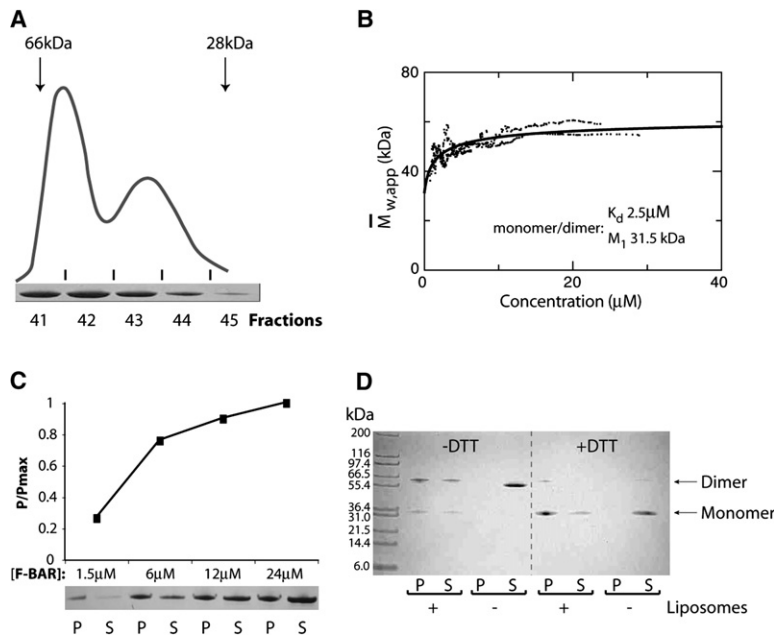 A
66kDa 28kDa
41 42 43 44 45 Fractions
B
M w,app (kDa)
80
40
0
monomer/dimer: Kd 2.5μM
M1 31.5 kDa
0 20 40
Concentration (μM)
C
P/Pmax
1
0.8
0.6
0.4
0.2
0
[F-BAR]: 1.5μM 6μM 12μM 24μM
P S P S P S P S
D
kDa
200
116
97.4
66.5
55.4
36.4
31.0
21.5
14.4
6.0
-DTT +DTT
Dimer
Monomer
P S P S P S P S
+ - + - Liposomes